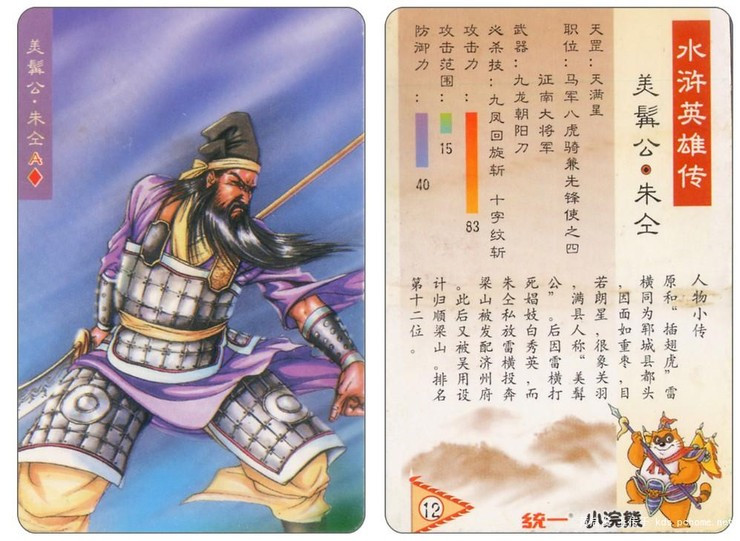 美髯公·朱仝
A
水浒英雄传
美髯公·朱仝
天罡：天满星
职位：马军八虎骑兼先锋使之四
征南大将军
武器：九龙朝阳刀
必杀技：九凤回旋斩 十字纹斩
攻击力：
83
攻击范围：
15
防御力：
40
人物小传
原和“插翅虎”雷
横同为郓城县都头
，因面如重枣，目
若朗星，很象关羽
，满县人称“美髯
公”。后因雷横打
死娼妓白秀英，而
朱仝私放雷横投奔
梁山被发配济州府
。此后又被吴用设
计归顺梁山。排名
第十二位。
12
统一 小浣熊
kds.pchome.net